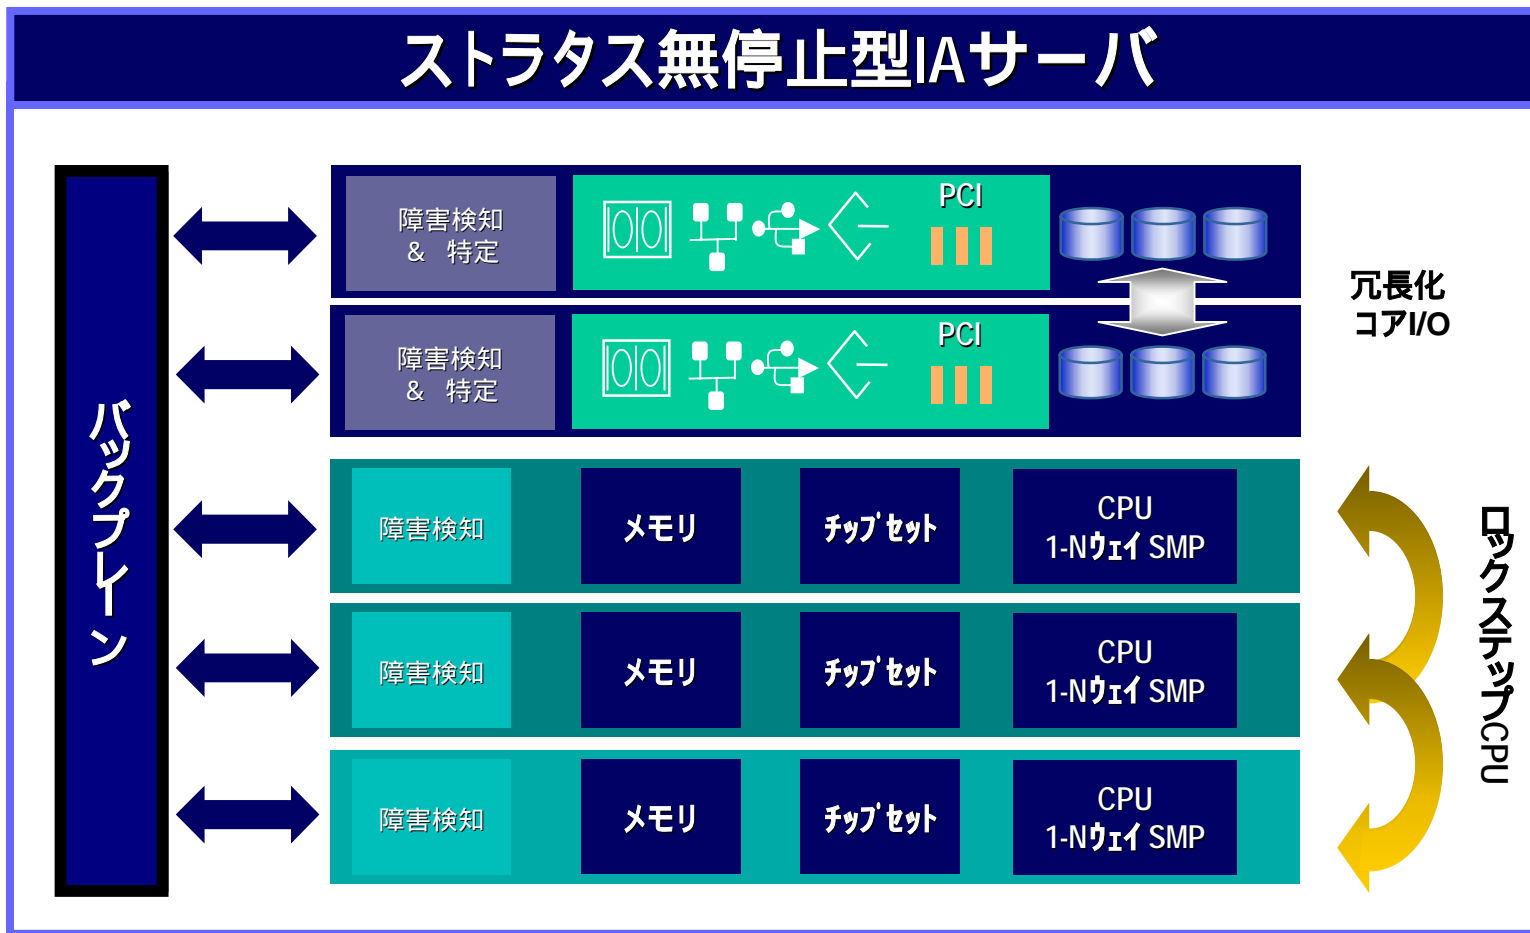 ストラタス無停止型IAサーバ
バックプレーン
障害検知
& 特定
PCI
障害検知
& 特定
PCI
冗長化
コアI/O
障害検知
メモリ
チップセット
CPU
1-Nウェイ SMP
障害検知
メモリ
チップセット
CPU
1-Nウェイ SMP
障害検知
メモリ
チップセット
CPU
1-Nウェイ SMP
ロックステップCPU